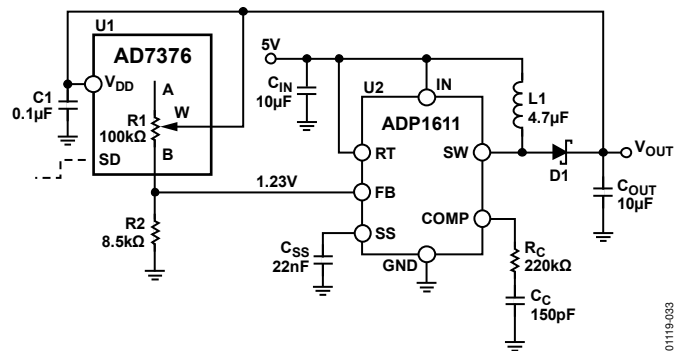 U1
AD7376
VDD
A
C1
0.1µF
R1
100kΩ
W
B
SD
R2
8.5kΩ
1.23V
5V
CIN
10µF
U2
IN
ADP1611
RT
SW
FB
COMP
SS
GND
CSS
22nF
L1
4.7µF
D1
VOUT
COUT
10µF
RC
220kΩ
CC
150pF
01119-033